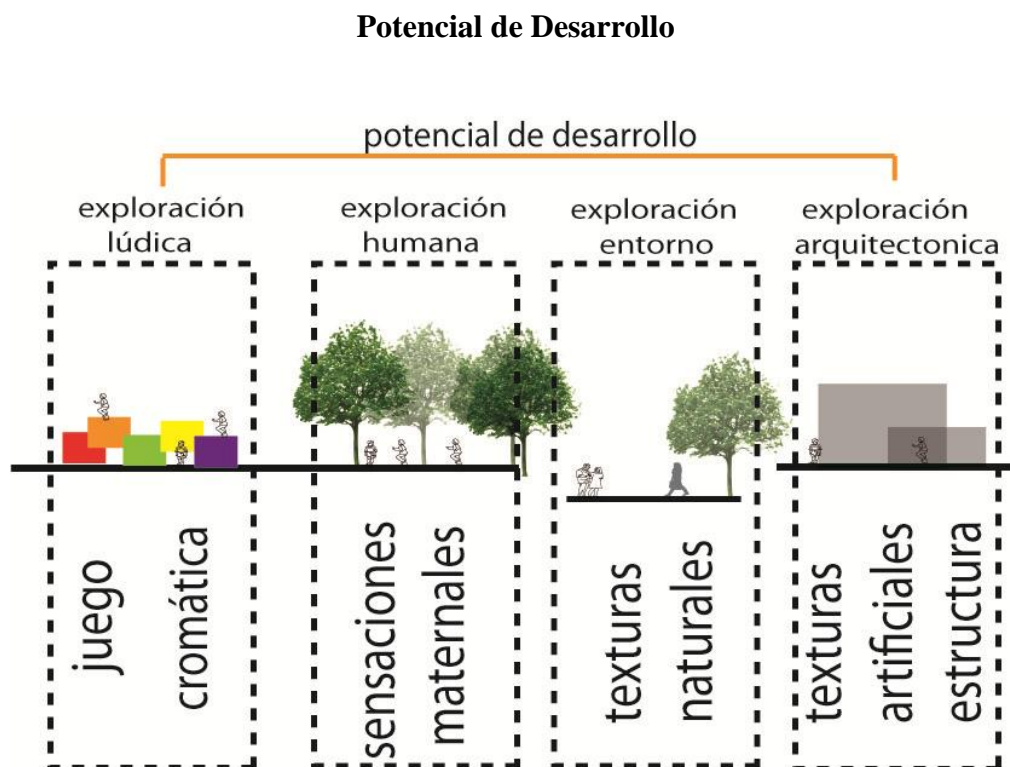 Potencial de Desarrollo
potencial de desarrollo
exploración
lúdica
exploración
humana
exploración
entorno
exploración
arquitectonica
juego
cromática
sensaciones
maternales
texturas
naturales
texturas
artificiales
estructura